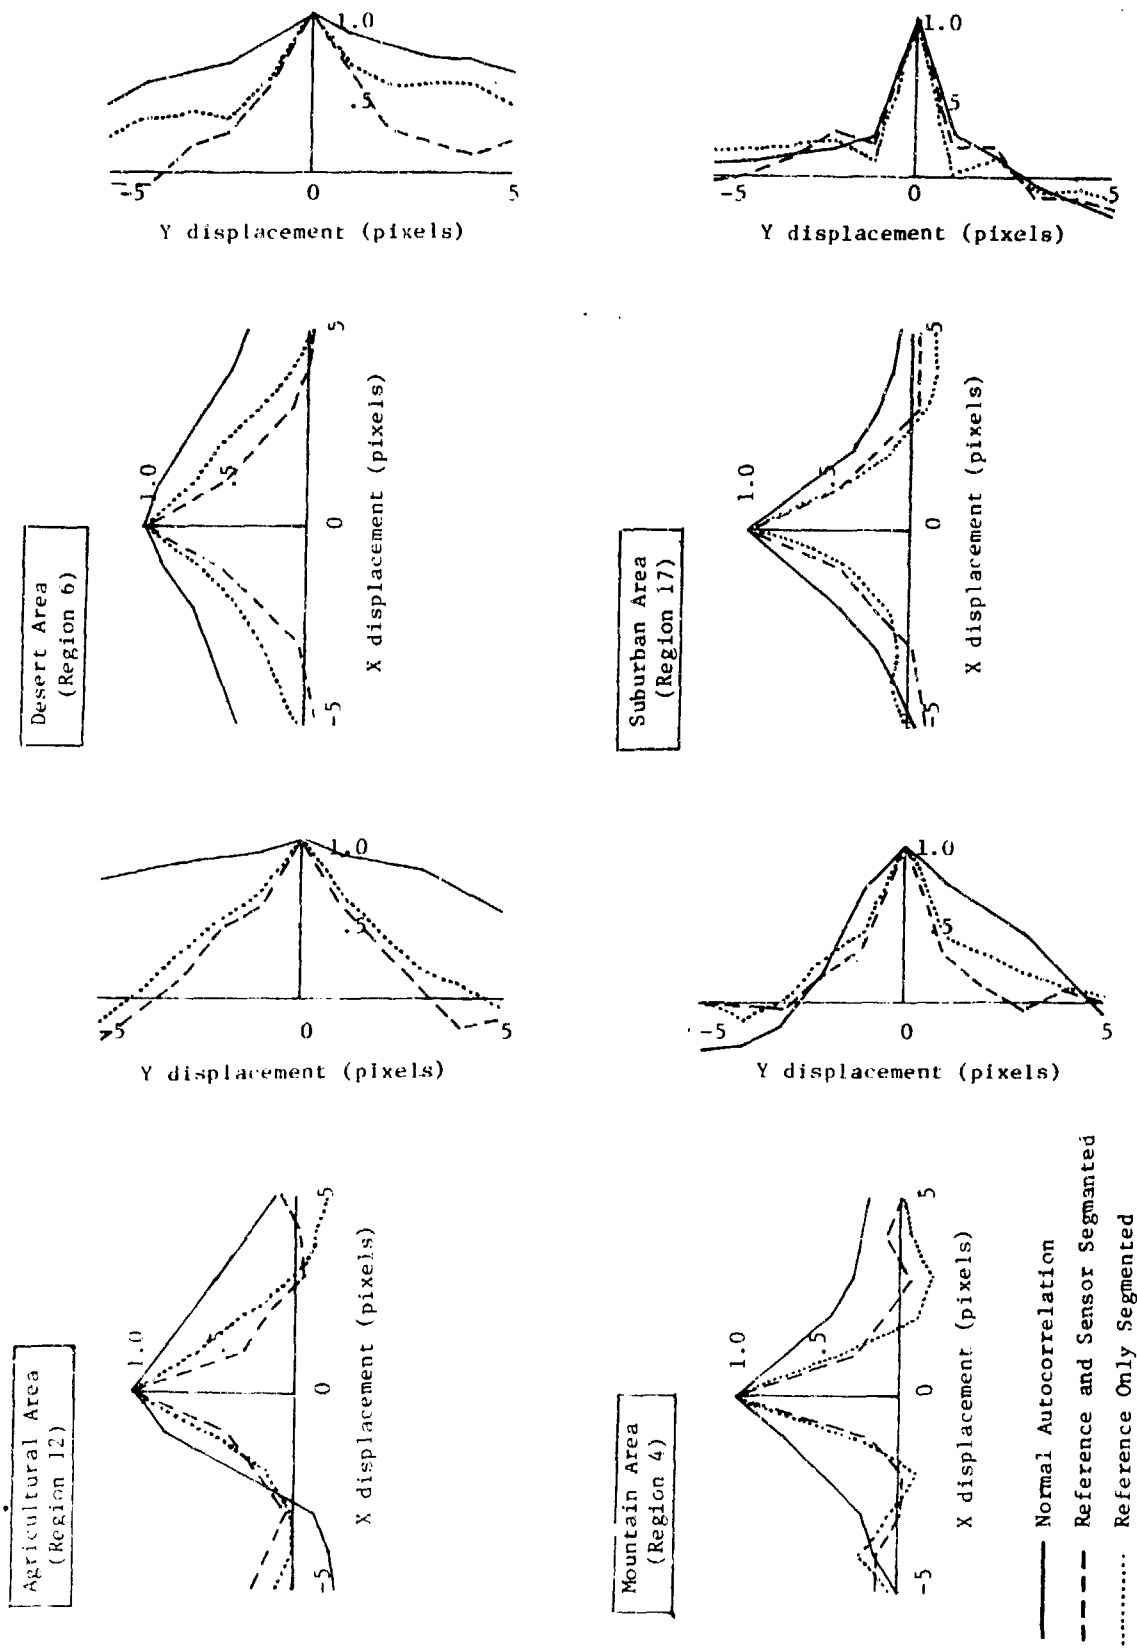 1.0
.5
-5
0
5
Y displacement (pixels)
1.0
.5
-5
0
5
Y displacement (pixels)
Desert Area
(Region 6)
1.0
.5
-5
0
5
X displacement (pixels)
Suburban Area
(Region 17)
1.0
.5
-5
0
5
X displacement (pixels)
1.0
.5
-5
0
5
Y displacement (pixels)
1.0
.5
-5
0
5
Y displacement (pixels)
Agricultural Area
(Region 12)
1.0
-5
0
5
X displacement (pixels)
Mountain Area
(Region 4)
1.0
.5
-5
0
5
X displacement (pixels)
Normal Autocorrelation
Reference and Sensor Segmanted
Reference Only Segmented